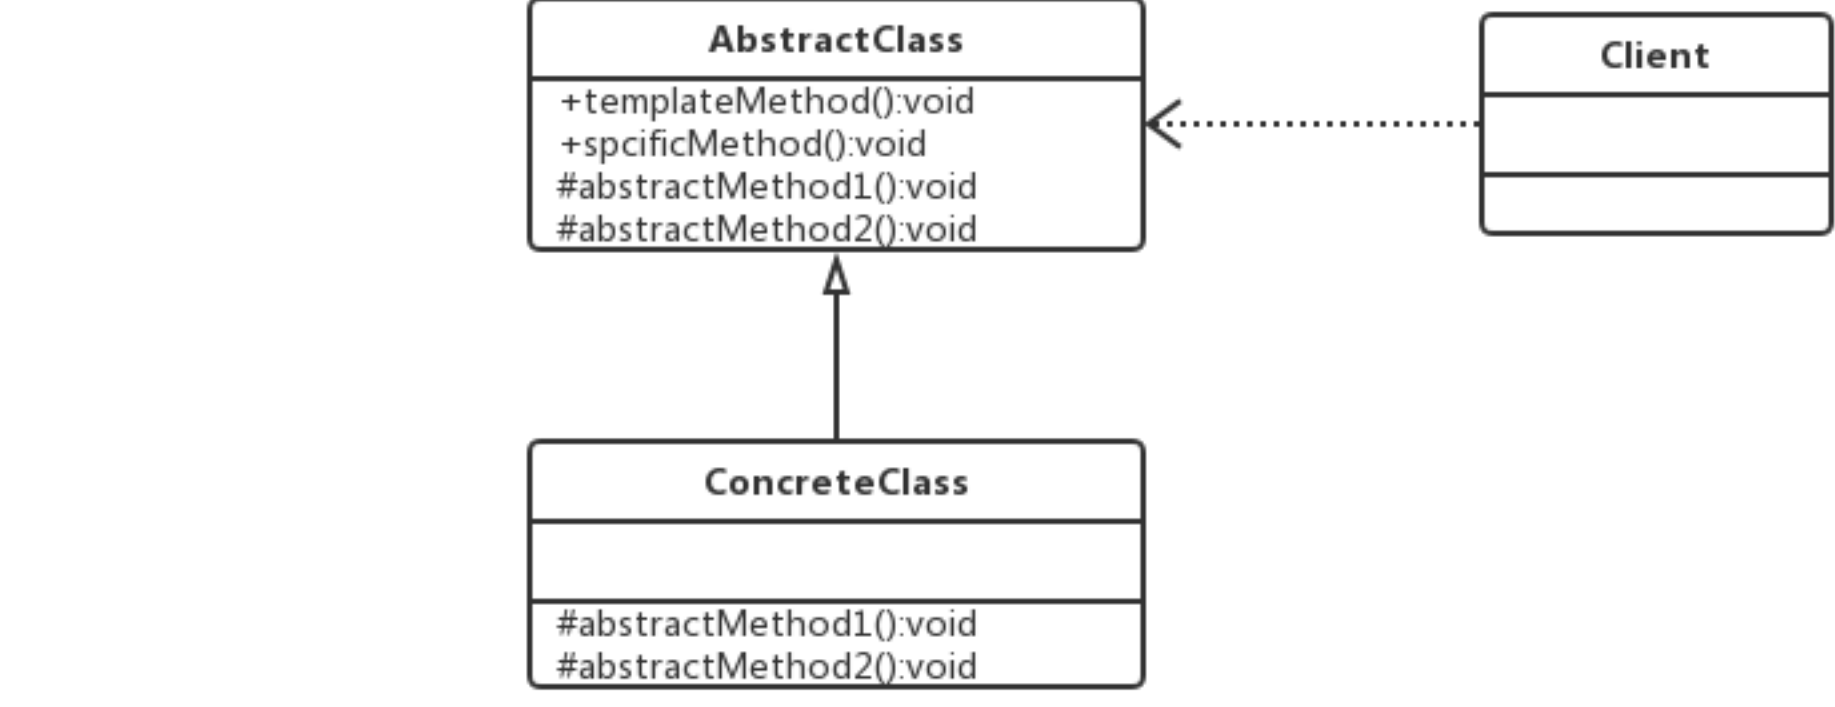 AbstractClass
+templateMethod():void
+spcificMethod():void
#abstractMethod1():void
#abstractMethod2():void
Client
ConcreteClass
#abstractMethod1():void
#abstractMethod2():void